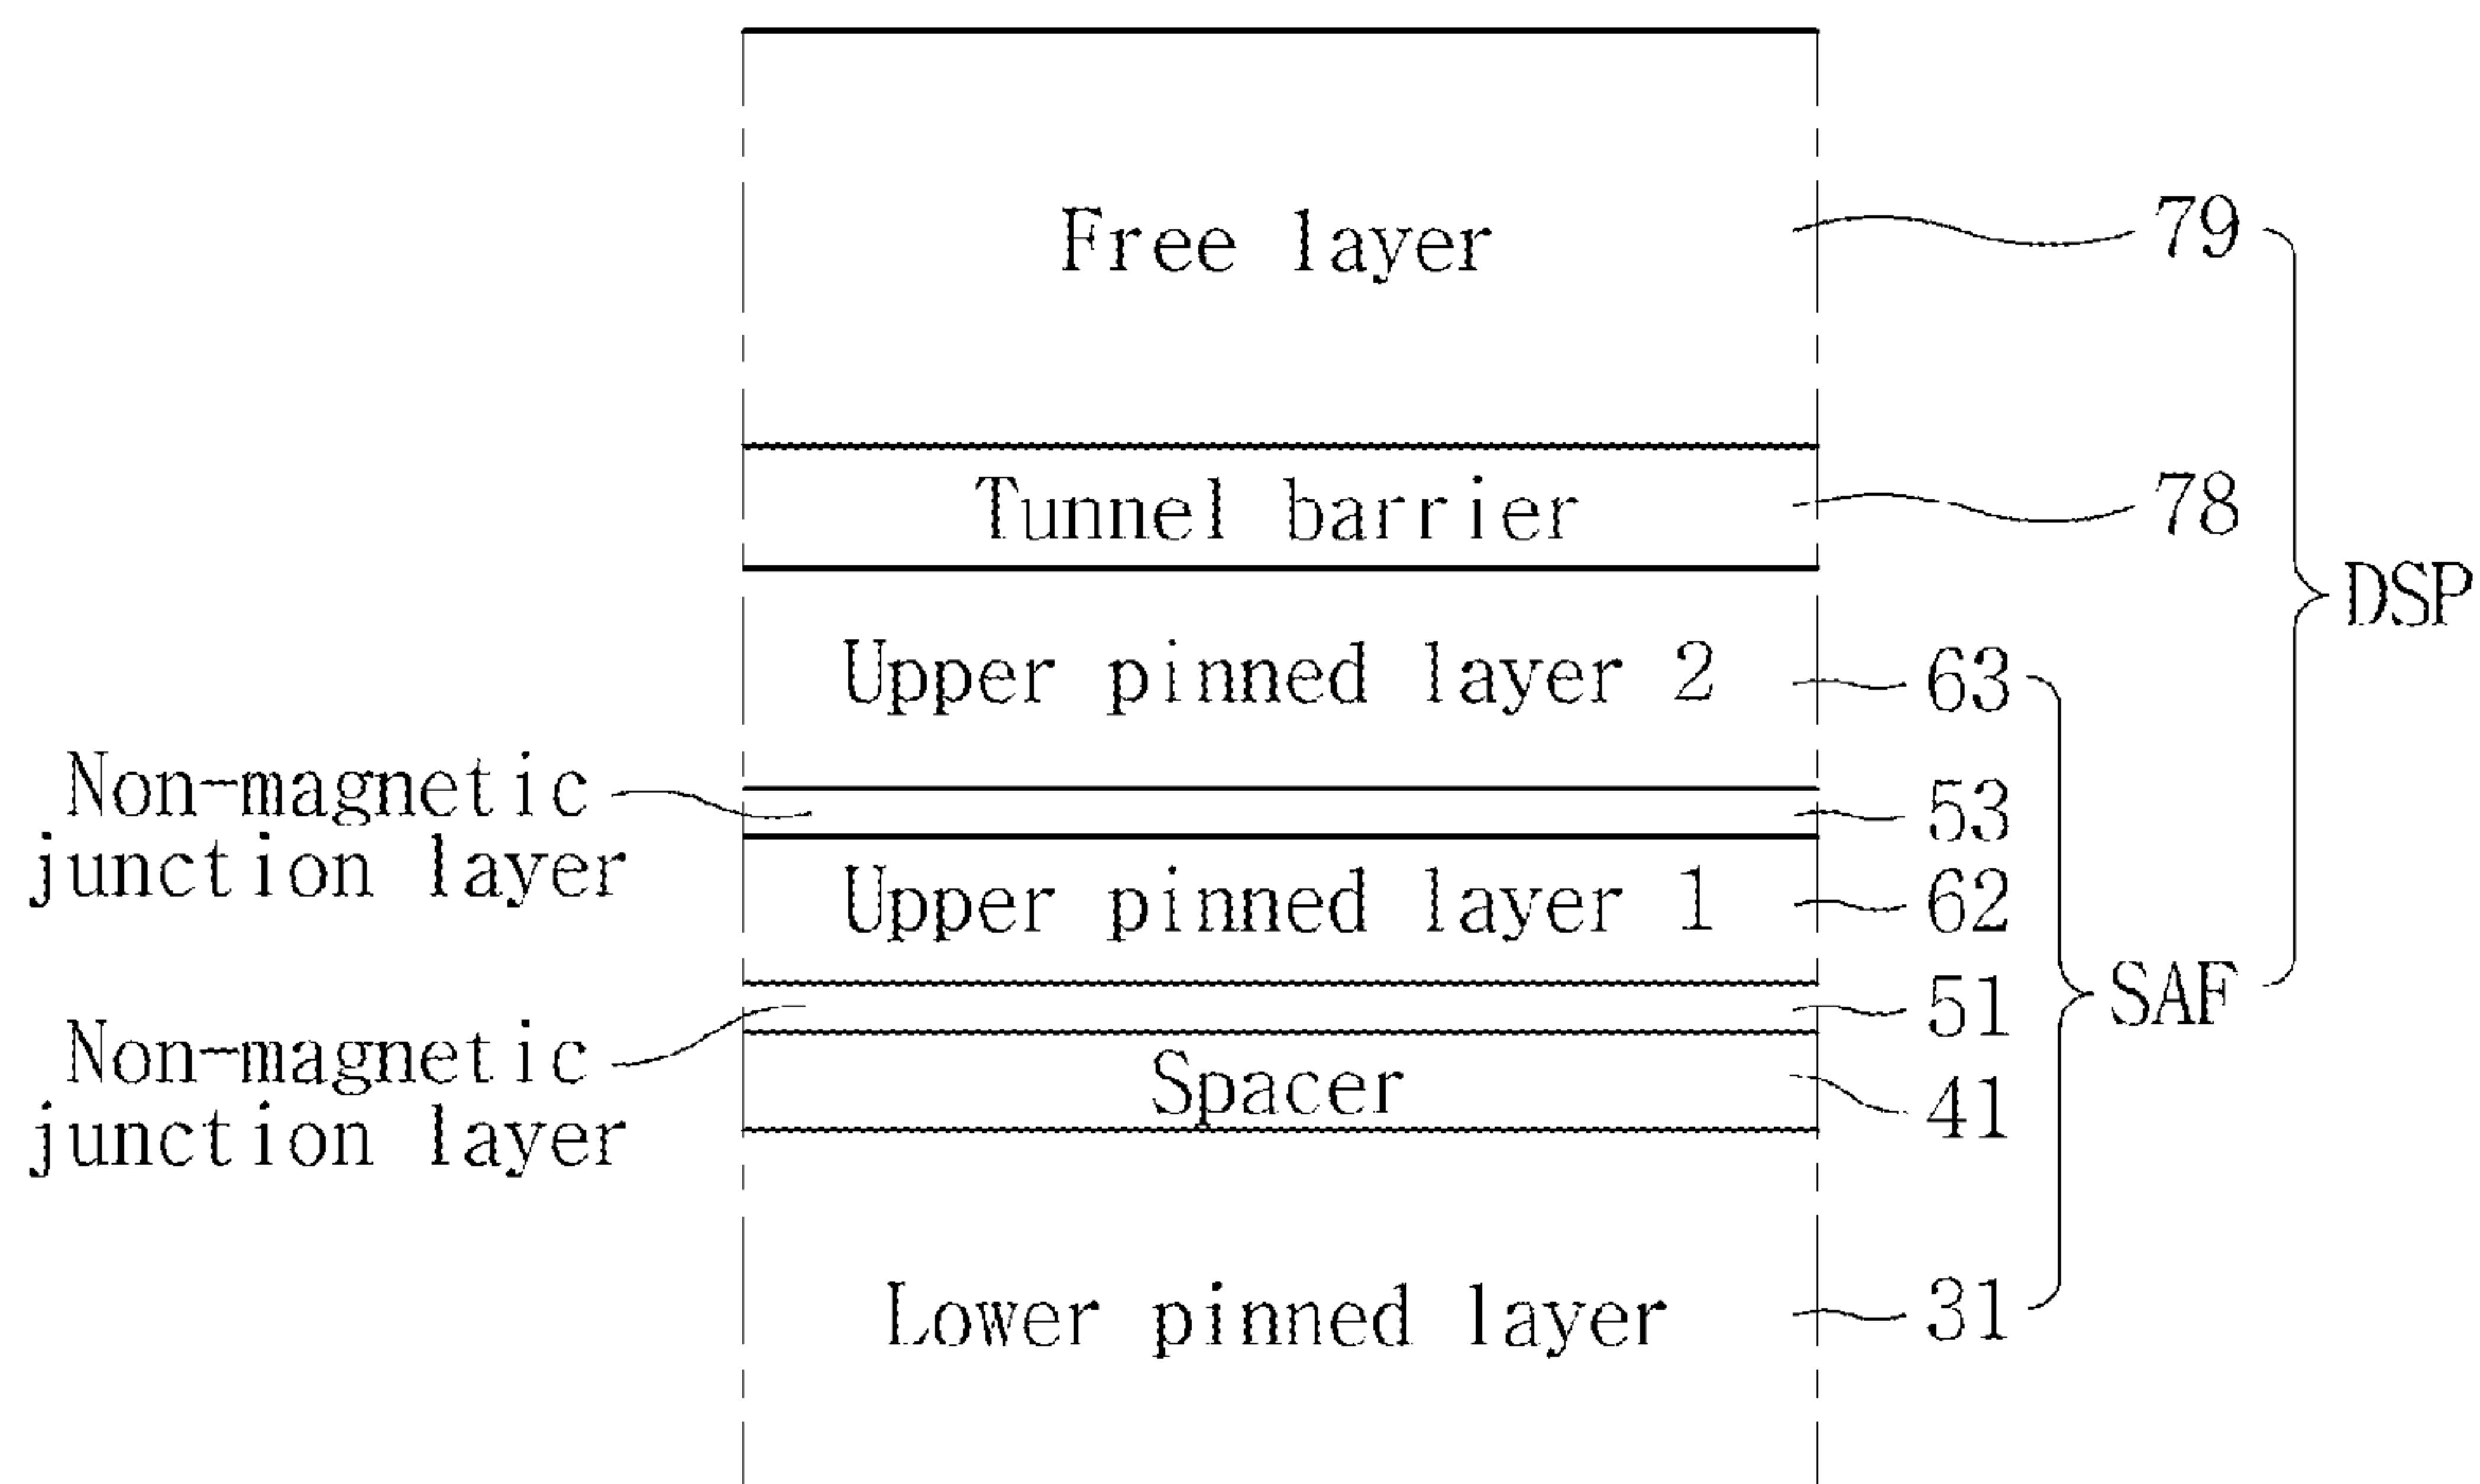 Free layer
79
Tunnel barrier
78
DSP
Upper pinned layer 2
63
Non-magnetic
junction layer
53
Upper pinned layer 1
62
SAF
51
Non-magnetic
junction layer
Spacer
41
Lower pinned layer
31